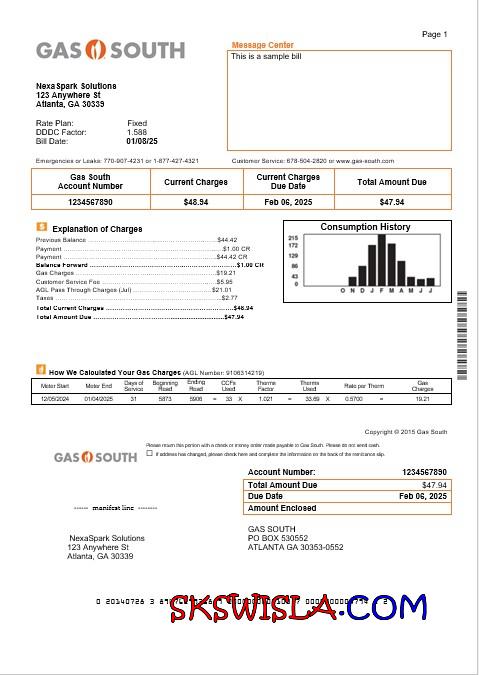 Page 1
GAS SOUTH
Message Center
This is a sample bill
NexaSpark Solutions
123 Anywhere St
Atlanta, GA 30339
Rate Plan: Fixed
DDDC Factor: 1.588
Bill Date: 01/08/25
Emergencies or Leaks: 770-907-4231 or 1-877-427-4321 Customer Service: 678-504-2820 or www.gas-south.com
Gas South Account Number Current Charges Current Charges Due Date Total Amount Due
1234567890 $48.94 Feb 06, 2025 $47.94
$ Explanation of Charges
Previous Balance $44.42
Payment $1.00 CR
Payment $44.42 CR
Balance Forward $1.00 CR
Gas Charges $19.21
Customer Service Fee $5.95
AGL Pass Through Charges (Jul) $21.01
Taxes $2.77
Total Current Charges $48.94
Total Amount Due $47.94
Consumption History
215
172
129
86
43
0
O N D J F M A M J J
How We Calculated Your Gas Charges (AGL Number: 9106314219)
Meter Start Meter End Days of Service Beginning Read Ending Read CCFs Used Therms Factor Therms Used Rate per Therm Gas Charges
12/05/2024 01/04/2025 31 5873 5906 = 33 X 1.021 = 33.69 X 0.5700 = 19.21
Copyright © 2015 Gas South
GAS SOUTH
Please return this portion with a check or money order made payable to Gas South. Please do not send cash.
If address has changed, please check here and complete the information on the back of the remittance slip.
Account Number: 1234567890
Total Amount Due $47.94
Due Date Feb 06, 2025
Amount Enclosed
------ manifest line --------
NexaSpark Solutions
123 Anywhere St
Atlanta, GA 30339
GAS SOUTH
PO BOX 530552
ATLANTA GA 30353-0552
0 20140726 3
SKSWISLA.COM